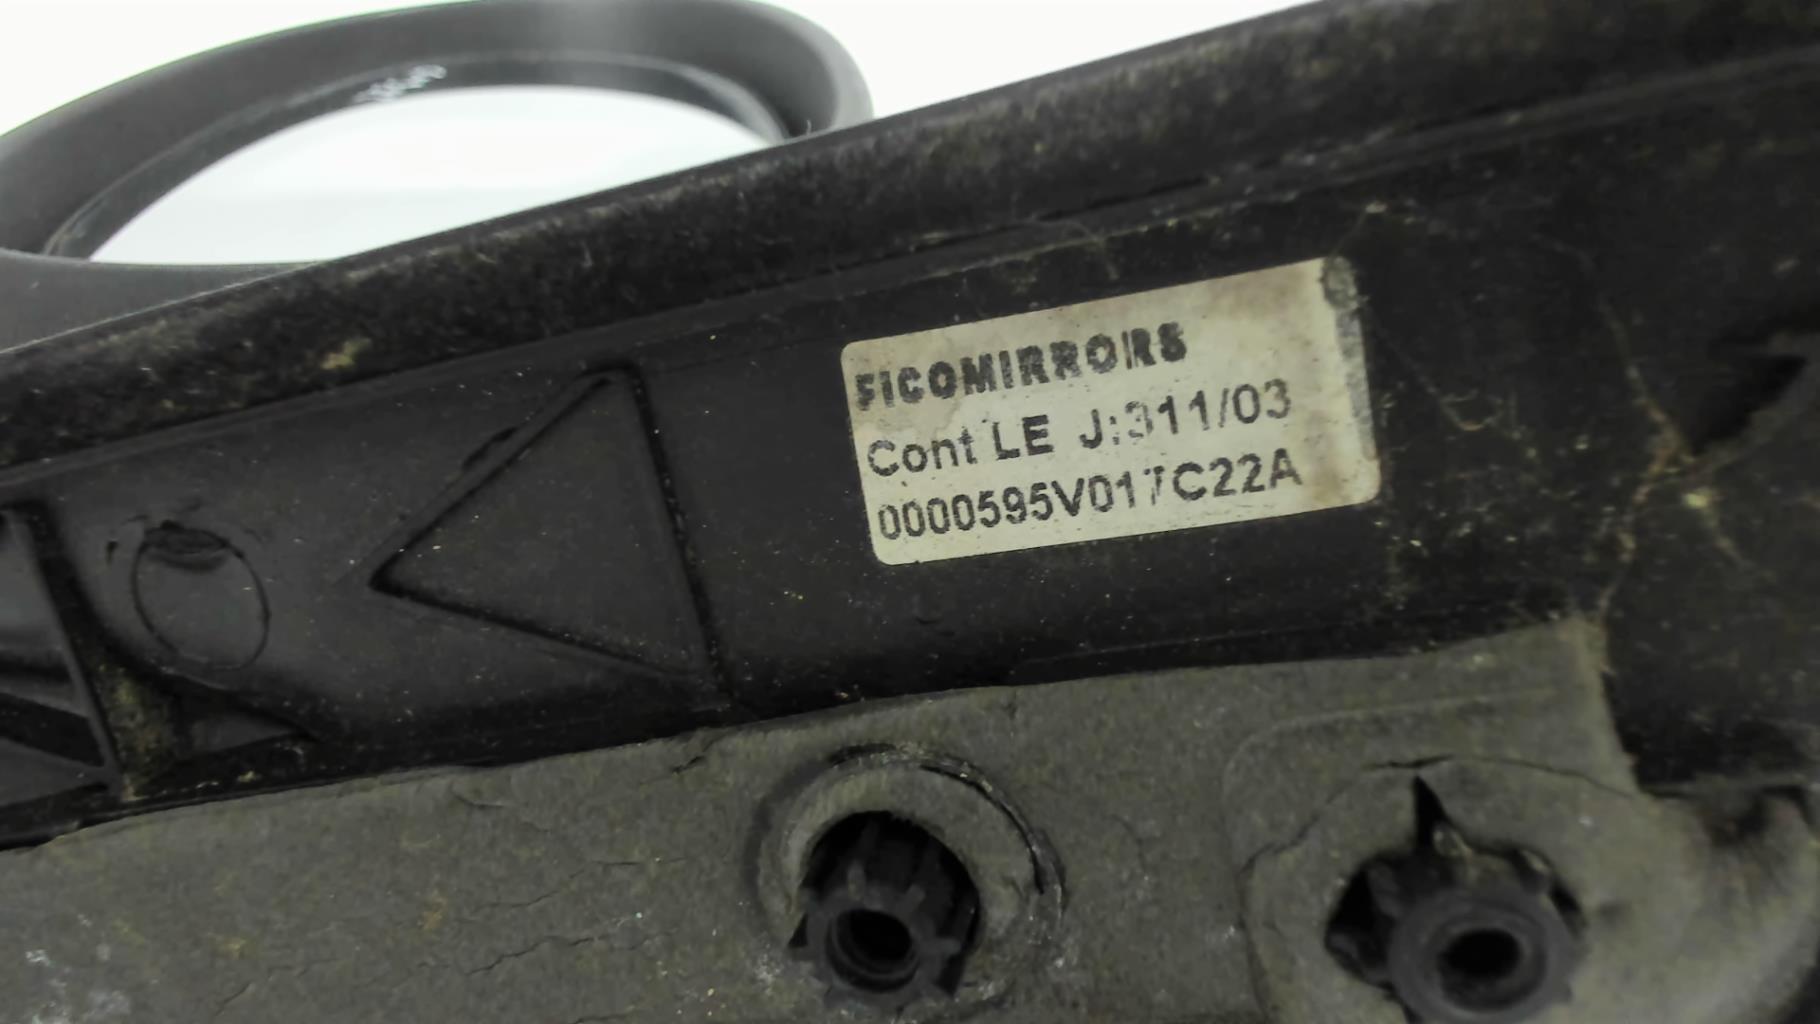 FICOMIRRORS
Cont LE J:311/03
0000595V017C22A